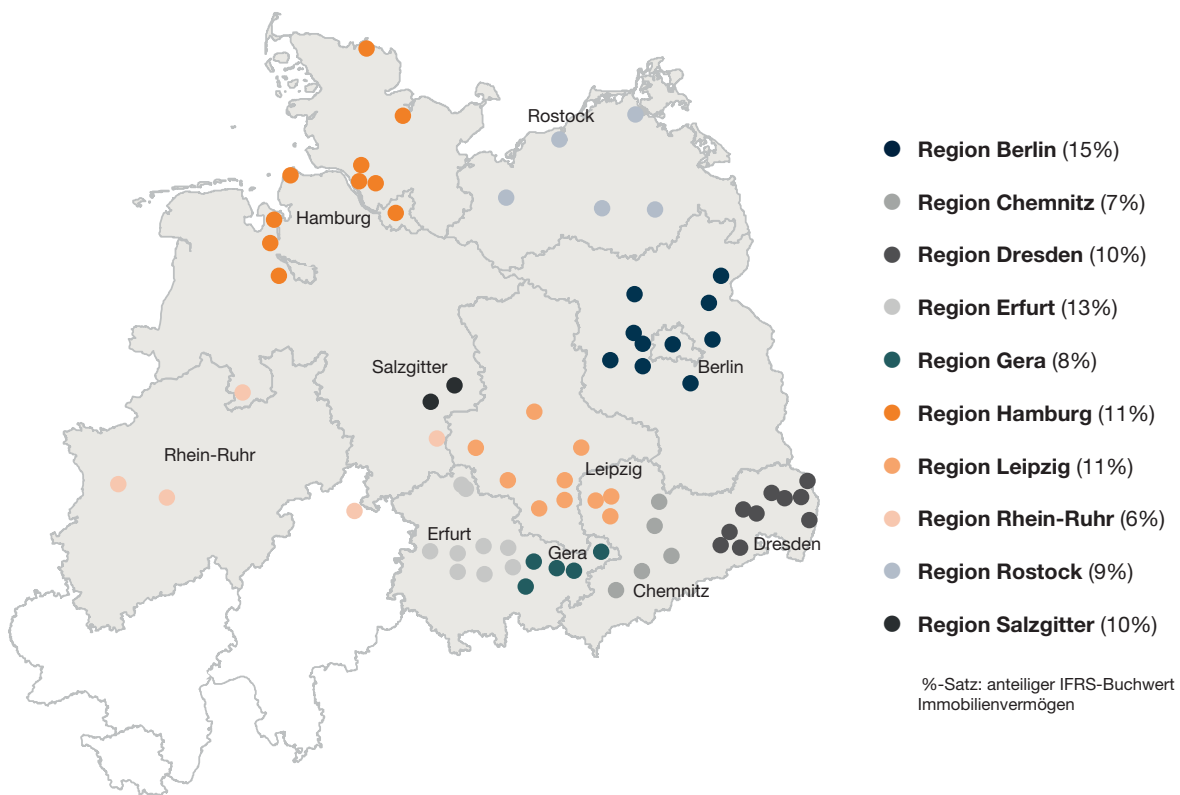 Rostock
Hamburg
Salzgitter
Berlin
Rhein-Ruhr
Leipzig
Erfurt
Gera
Dresden
Chemnitz
Region Berlin (15%)
Region Chemnitz (7%)
Region Dresden (10%)
Region Erfurt (13%)
Region Gera (8%)
Region Hamburg (11%)
Region Leipzig (11%)
Region Rhein-Ruhr (6%)
Region Rostock (9%)
Region Salzgitter (10%)
%-Satz: anteiliger IFRS-Buchwert
Immobilienvermögen